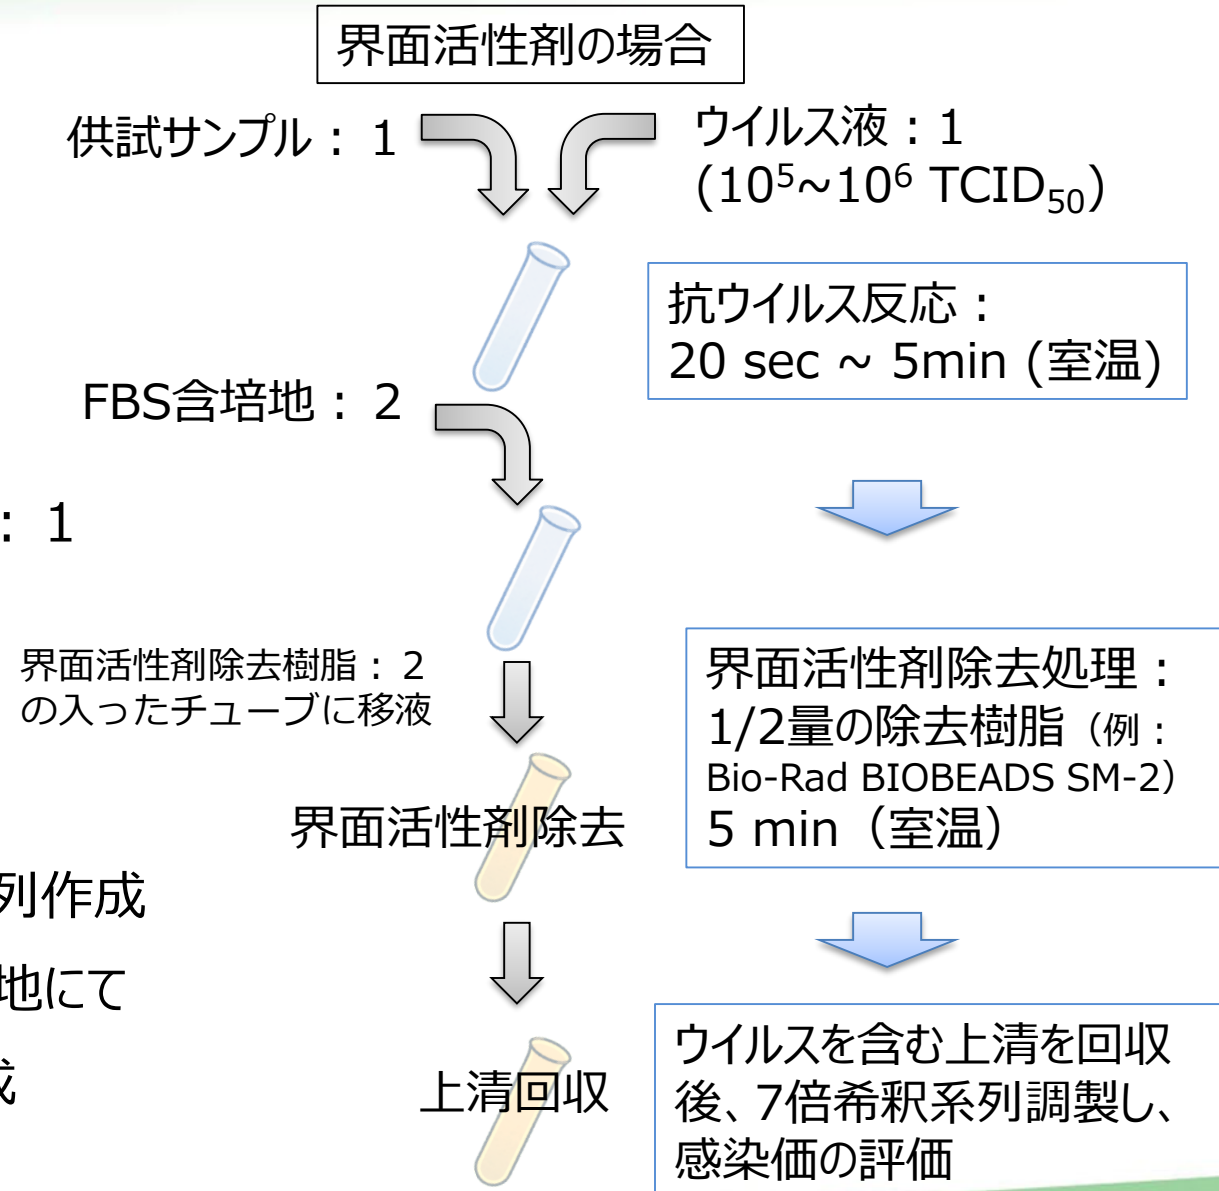 界面活性剤の場合
供試サンプル：1
ウイルス液：1
(10⁵~10⁶ TCID₅₀)
抗ウイルス反応：
20 sec ~ 5min (室温)
FBS含培地：2
：1
界面活性剤除去樹脂：2
の入ったチューブに移液
界面活性剤除去処理：
1/2量の除去樹脂（例：
Bio-Rad BIOBEADS SM-2）
5 min（室温）
界面活性剤除去
列作成
地にて
成
上清回収
ウイルスを含む上清を回収
後、7倍希釈系列調製し、
感染価の評価